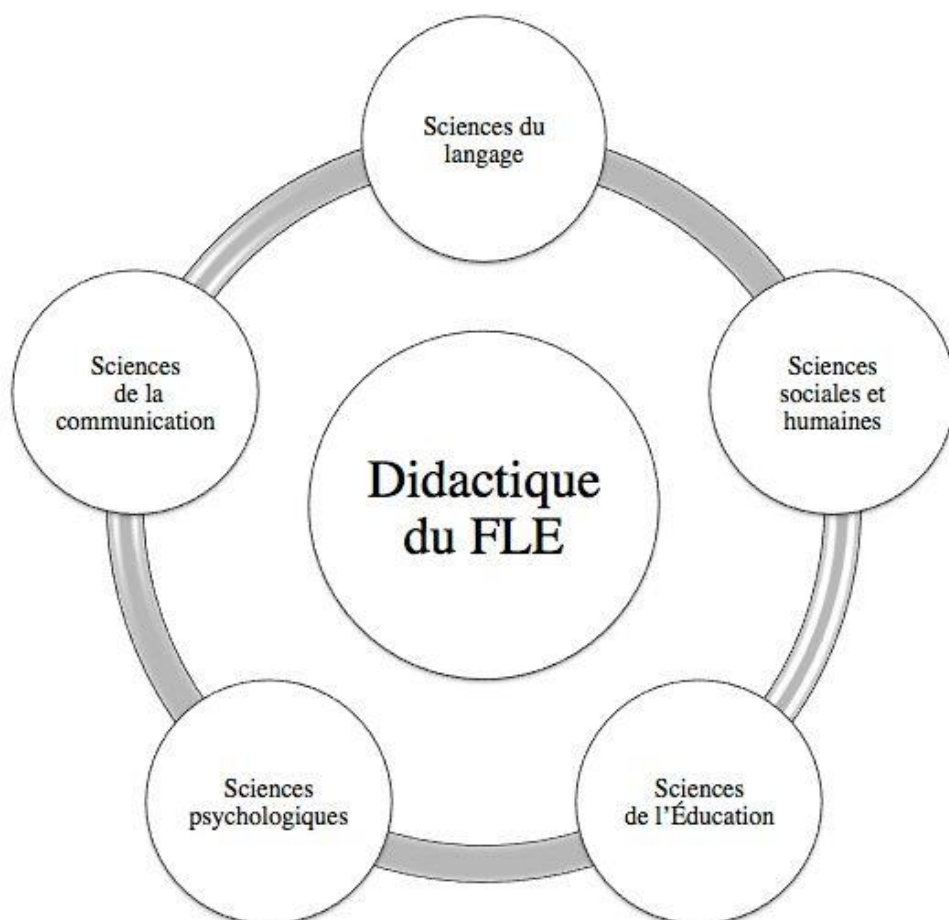 Sciences du
langage
Sciences
de la
communication
Sciences
sociales et
humaines
Didactique
du FLE
Sciences
psychologiques
Sciences
de l’Éducation